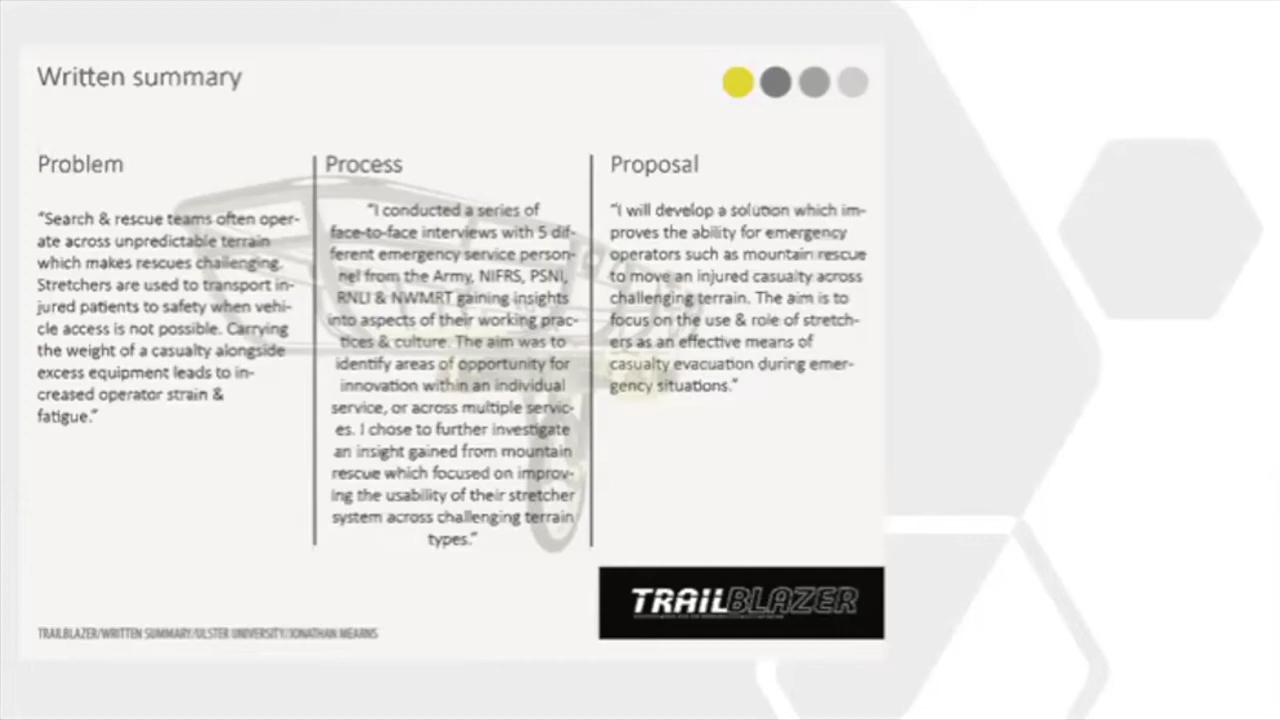 Written summary
Problem
"Search & rescue teams often oper-
ate across unpredictable terrain
which makes rescues challenging.
Stretchers are used to transport in-
jured patients to safety when vehi-
cle access is not possible. Carrying
the weight of a casualty alongside
excess equipment leads to in-
creased operator strain &
fatigue."
Process
"I conducted a series of
face-to-face interviews with 5 dif-
ferent emergency service person-
nel from the Army, NIFRS, PSNI,
RNLI & NWMRT gaining insights
into aspects of their working prac-
tices & culture. The aim was to
identify areas of opportunity for
innovation within an individual
service, or across multiple servic-
es. I chose to further investigate
an insight gained from mountain
rescue which focused on improv-
ing the usability of their stretcher
system across challenging terrain
types."
Proposal
"I will develop a solution which im-
proves the ability for emergency
operators such as mountain rescue
to move an injured casualty across
challenging terrain. The aim is to
focus on the use & role of stretch-
ers as an effective means of
casualty evacuation during emer-
gency situations."
TRAILBLAZER
TRAILBLAZER/WRITTEN SUMMARY/ULSTER UNIVERSITY/JONATHAN MEARNS